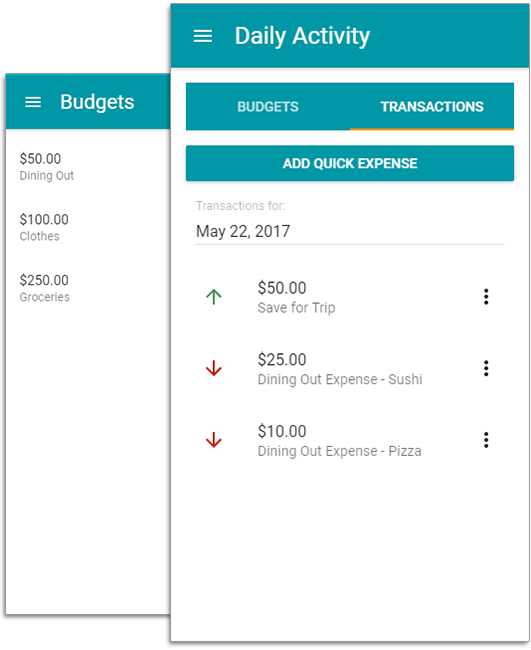 Budgets
$50.00
Dining Out
$100.00
Clothes
$250.00
Groceries
Daily Activity
BUDGETS TRANSACTIONS
ADD QUICK EXPENSE
Transactions for:
May 22, 2017
$50.00
Save for Trip
$25.00
Dining Out Expense - Sushi
$10.00
Dining Out Expense - Pizza